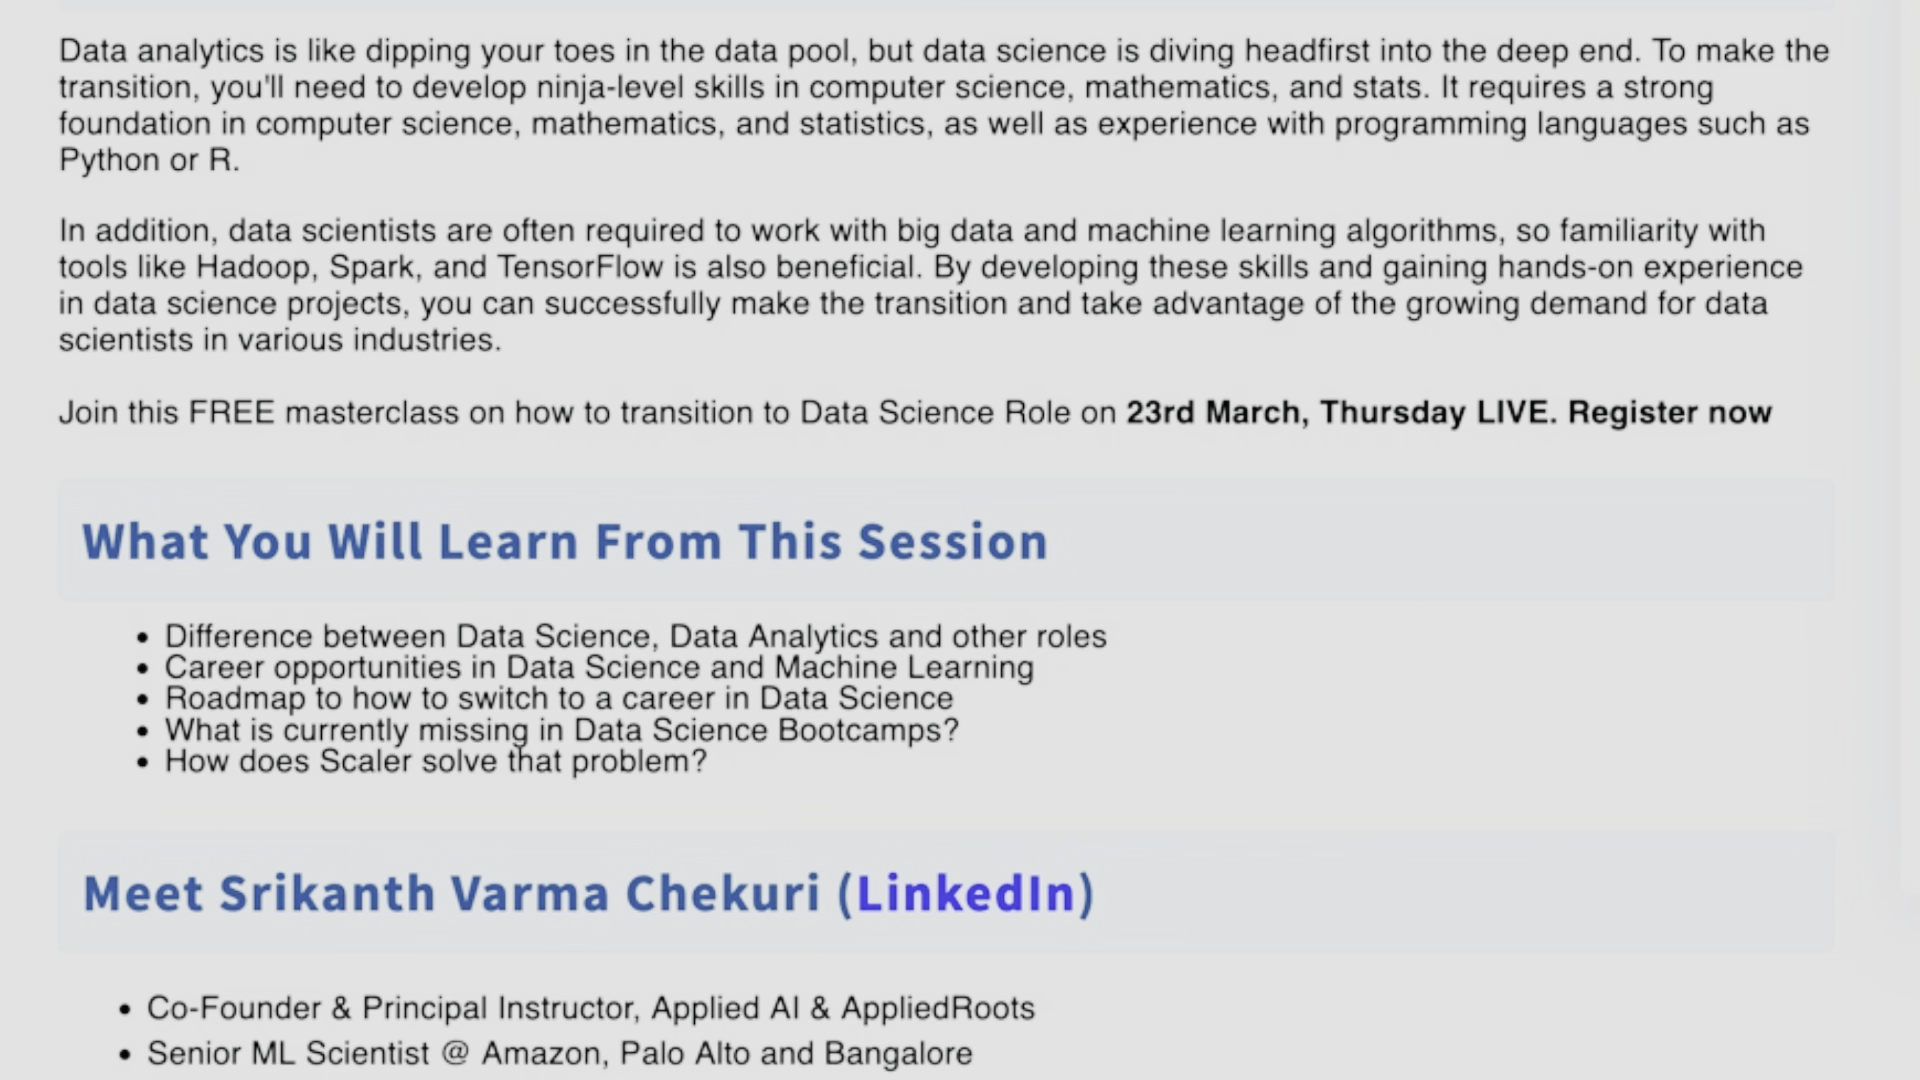 Data analytics is like dipping your toes in the data pool, but data science is diving headfirst into the deep end. To make the
transition, you'll need to develop ninja-level skills in computer science, mathematics, and stats. It requires a strong
foundation in computer science, mathematics, and statistics, as well as experience with programming languages such as
Python or R.
In addition, data scientists are often required to work with big data and machine learning algorithms, so familiarity with
tools like Hadoop, Spark, and TensorFlow is also beneficial. By developing these skills and gaining hands-on experience
in data science projects, you can successfully make the transition and take advantage of the growing demand for data
scientists in various industries.
Join this FREE masterclass on how to transition to Data Science Role on 23rd March, Thursday LIVE. Register now
What You Will Learn From This Session
• Difference between Data Science, Data Analytics and other roles
• Career opportunities in Data Science and Machine Learning
• Roadmap to how to switch to a career in Data Science
• What is currently missing in Data Science Bootcamps?
• How does Scaler solve that problem?
Meet Srikanth Varma Chekuri (LinkedIn)
• Co-Founder & Principal Instructor, Applied AI & AppliedRoots
• Senior ML Scientist @ Amazon, Palo Alto and Bangalore